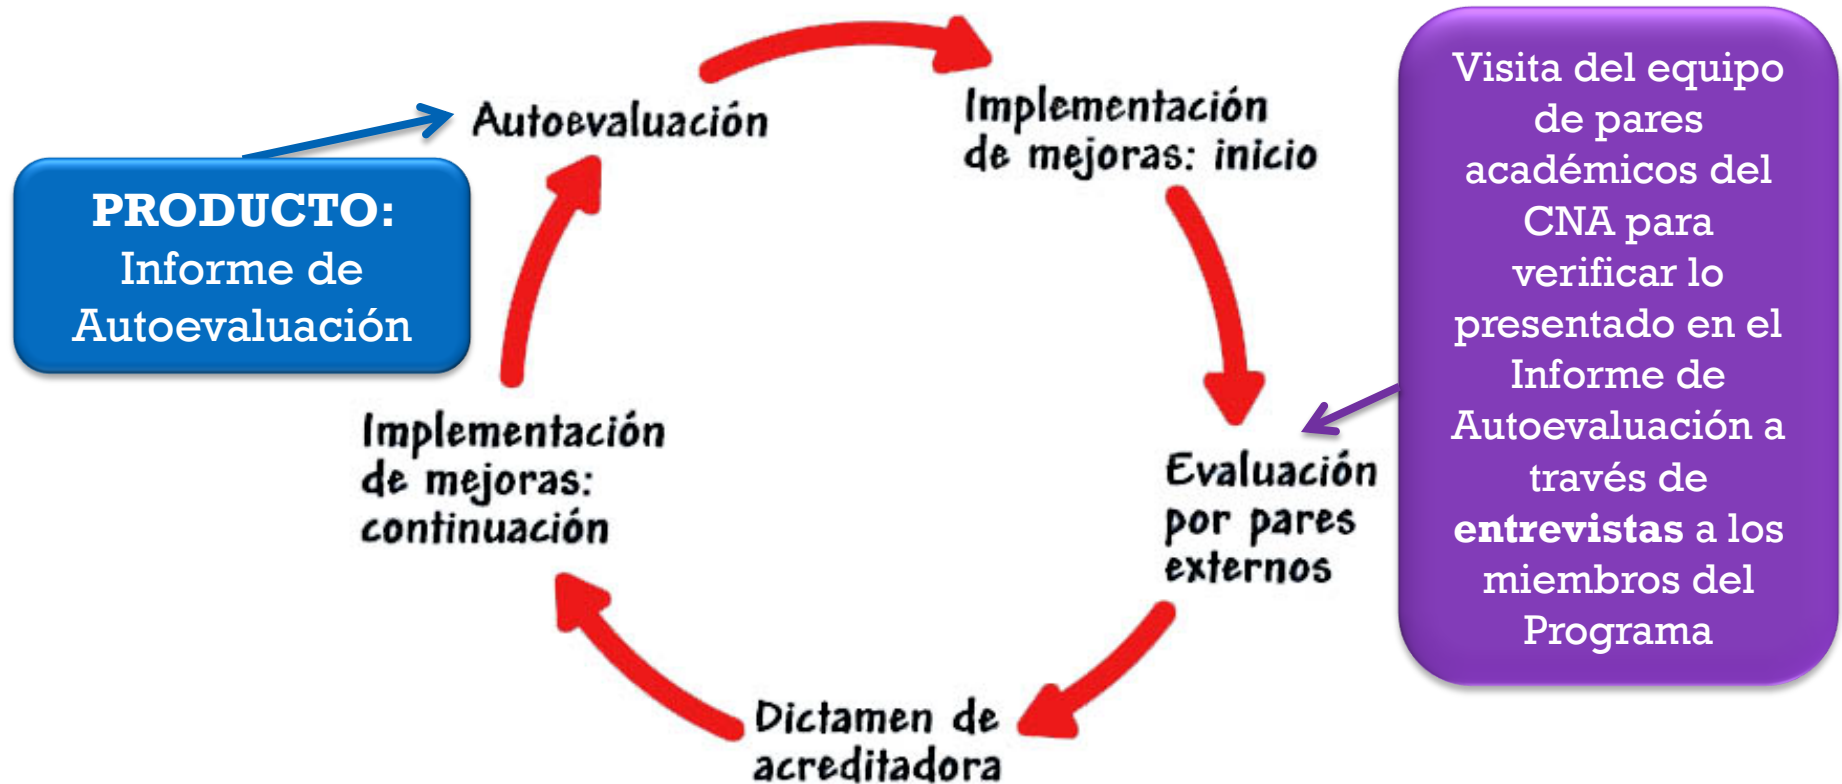 Autoevaluación
Implementación
de mejoras: inicio
PRODUCTO:
Informe de
Autoevaluación
Visita del equipo
de pares
académicos del
CNA para
verificar lo
presentado en el
Informe de
Autoevaluación a
través de
entrevistas a los
miembros del
Programa
Evaluación
por pares
externos
Dictamen de
acreditadora
Implementación
de mejoras:
continuación